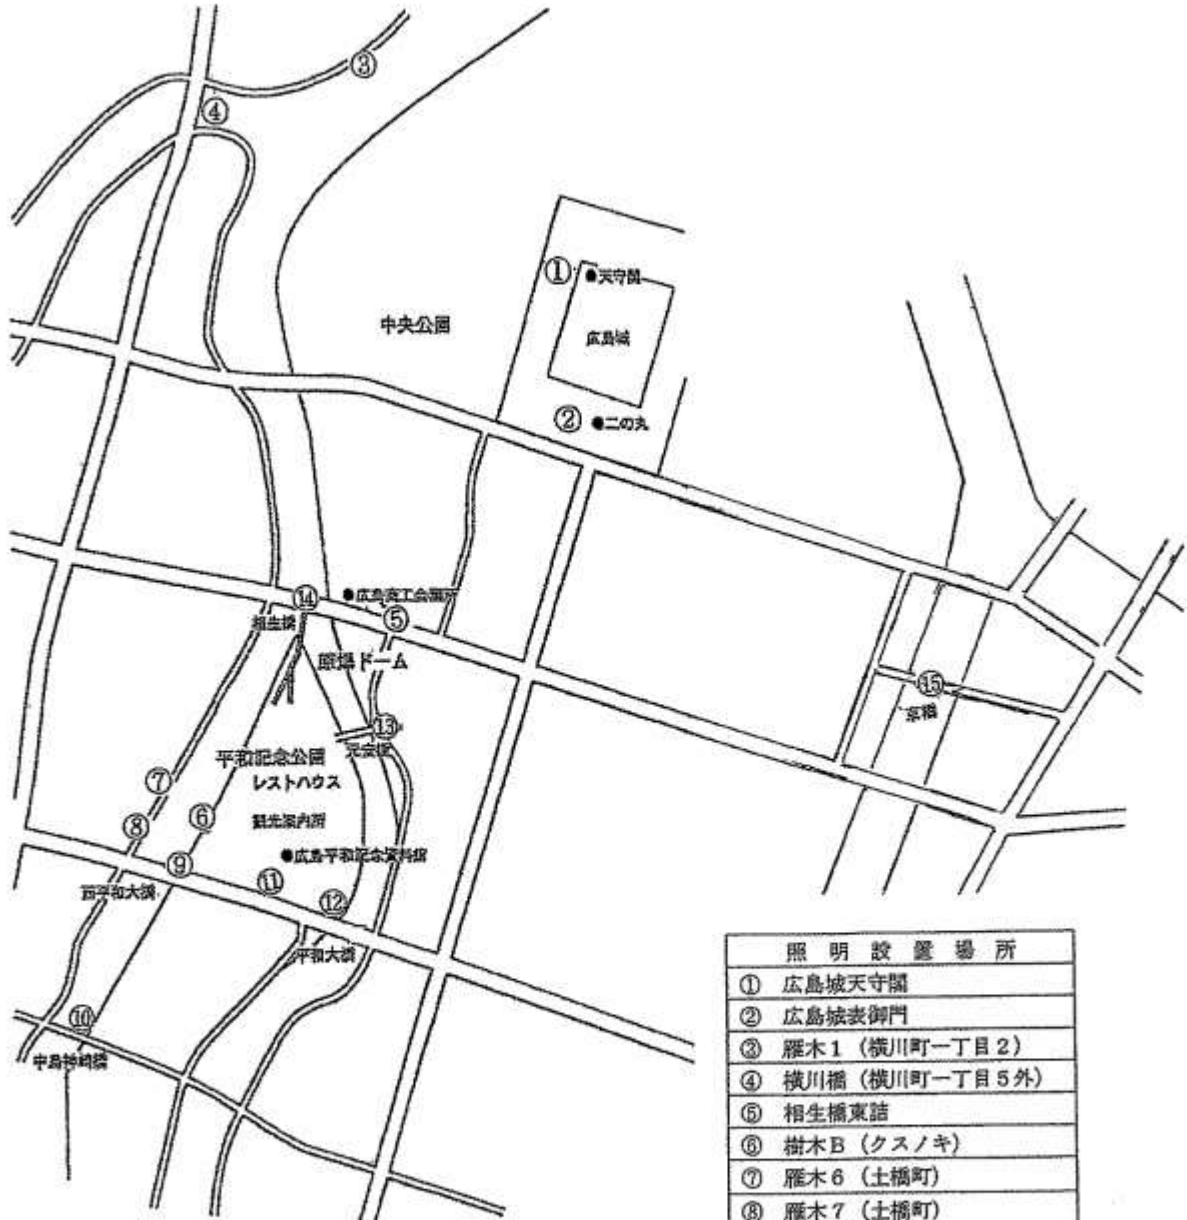 ③
④
①
●天守閣
中央公園
広島城
②
●二の丸
⑭
●広島商工会議所
⑤
相生橋
原爆ドーム
⑮
京橋
⑬
元安橋
平和記念公園
⑦
レストハウス
⑥
観光案内所
⑧
●広島平和記念資料館
⑨
⑪
西平和大橋
⑫
平和大橋
⑩
中島神崎橋
照明設置場所
① 広島城天守閣
② 広島城表御門
③ 雁木1（横川町一丁目2）
④ 横川橋（横川町一丁目5外）
⑤ 相生橋東詰
⑥ 樹木B（クスノキ）
⑦ 雁木6（土橋町）
⑧ 雁木7（土橋町）